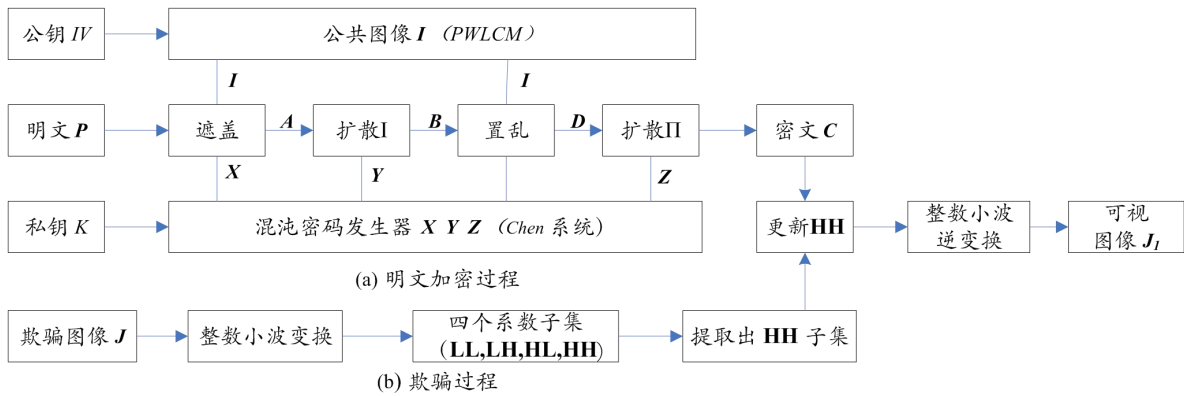 公钥 IV
公共图像 I（PWLCM）
I
I
明文 P
遮盖
A
扩散I
B
置乱
D
扩散Π
密文 C
X
Y
Z
私钥 K
混沌密码发生器 X Y Z（Chen 系统）
更新HH
整数小波
逆变换
可视
图像 J1
(a) 明文加密过程
欺骗图像 J
整数小波变换
四个系数子集
（LL,LH,HL,HH）
提取出 HH 子集
(b) 欺骗过程